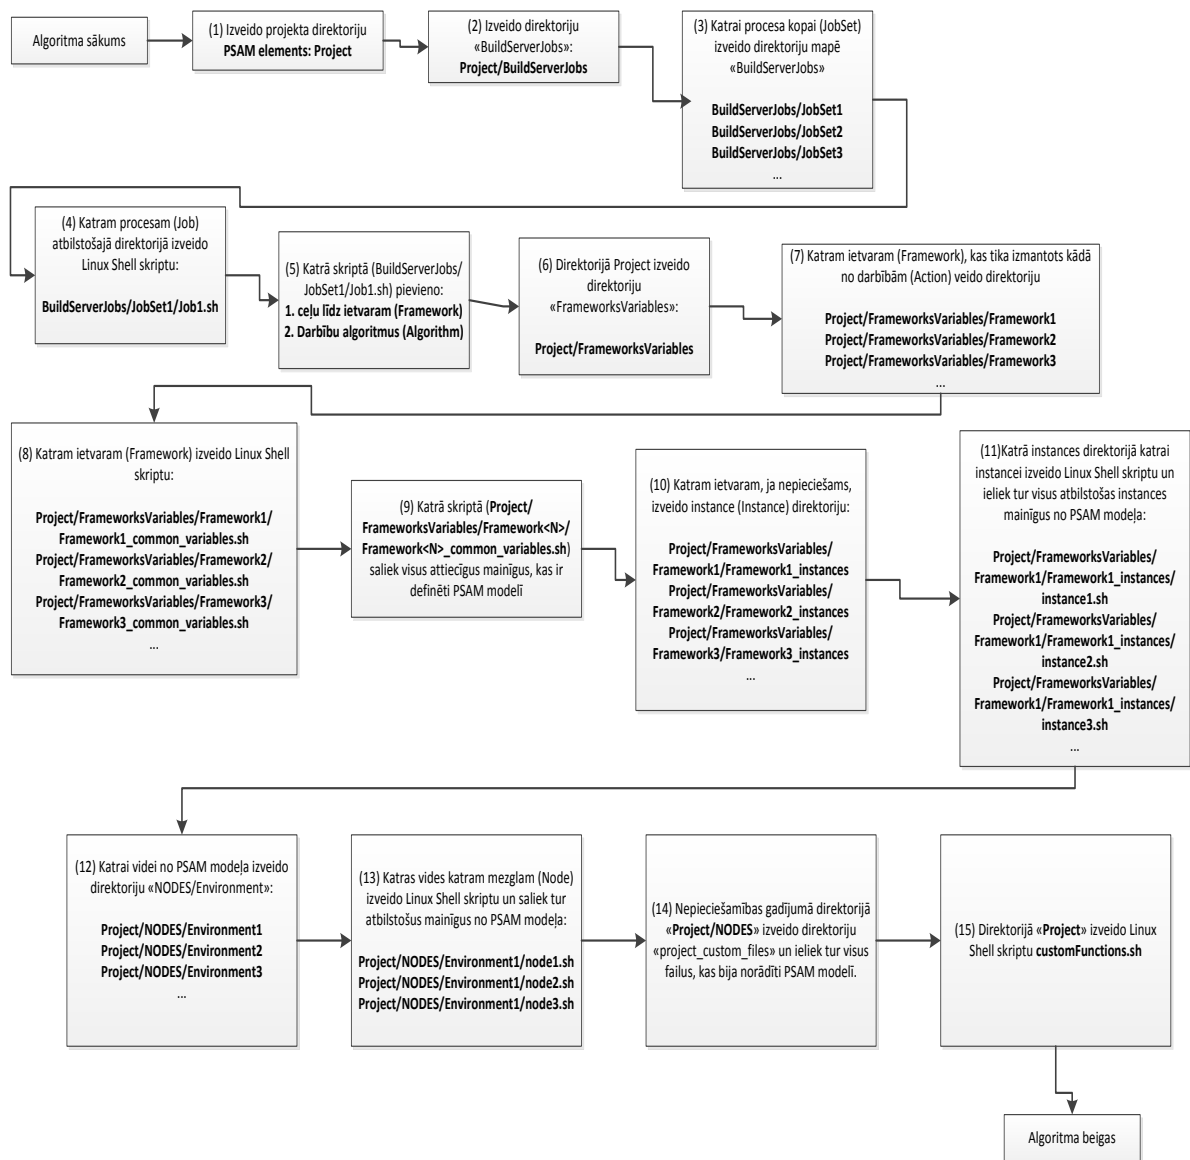 Algoritma sākums
(1) Izveido projekta direktoriju
PSAM elements: Project
(2) Izveido direktoriju
«BuildServerJobs»:
Project/BuildServerJobs
(3) Katrai procesa kopai (JobSet)
izveido direktoriju mapē
«BuildServerJobs»
BuildServerJobs/JobSet1
BuildServerJobs/JobSet2
BuildServerJobs/JobSet3
...
(4) Katram procesam (Job)
atbilstošajā direktorijā izveido
Linux Shell skriptu:
BuildServerJobs/JobSet1/Job1.sh
(5) Katrā skriptā (BuildServerJobs/
JobSet1/Job1.sh) pievieno:
1. ceļu līdz ietvaram (Framework)
2. Darbību algoritmus (Algorithm)
(6) Direktorijā Project izveido
direktoriju
«FrameworksVariables»:
Project/FrameworksVariables
(7) Katram ietvaram (Framework), kas tika izmantots kādā
no darbībām (Action) veido direktoriju
Project/FrameworksVariables/Framework1
Project/FrameworksVariables/Framework2
Project/FrameworksVariables/Framework3
...
(8) Katram ietvaram (Framework) izveido Linux Shell
skriptu:
Project/FrameworksVariables/Framework1/
Framework1_common_variables.sh
Project/FrameworksVariables/Framework2/
Framework2_common_variables.sh
Project/FrameworksVariables/Framework3/
Framework3_common_variables.sh
...
(9) Katrā skriptā (Project/
FrameworksVariables/Framework<N>/
Framework<N>_common_variables.sh)
saliek visus attiecīgus mainīgus, kas ir
definēti PSAM modelī
(10) Katram ietvaram, ja nepieciešams,
izveido instance (Instance) direktoriju:
Project/FrameworksVariables/
Framework1/Framework1_instances
Project/FrameworksVariables/
Framework2/Framework2_instances
Project/FrameworksVariables/
Framework3/Framework3_instances
...
(11)Katrā instances direktorijā katrai
instancei izveido Linux Shell skriptu un
ieliek tur visus atbilstošas instances
mainīgus no PSAM modeļa:
Project/FrameworksVariables/
Framework1/Framework1_instances/
instance1.sh
Project/FrameworksVariables/
Framework1/Framework1_instances/
instance2.sh
Project/FrameworksVariables/
Framework1/Framework1_instances/
instance3.sh
...
(12) Katrai videi no PSAM modeļa izveido
direktoriju «NODES/Environment»:
Project/NODES/Environment1
Project/NODES/Environment2
Project/NODES/Environment3
...
(13) Katras vides katram mezglam (Node)
izveido Linux Shell skriptu un saliek tur
atbilstošus mainīgus no PSAM modeļa:
Project/NODES/Environment1/node1.sh
Project/NODES/Environment1/node2.sh
Project/NODES/Environment1/node3.sh
(14) Nepieciešamības gadījumā direktorijā
«Project/NODES» izveido direktoriju
«project_custom_files» un ieliek tur visus
failus, kas bija norādīti PSAM modelī.
(15) Direktorijā «Project» izveido Linux
Shell skriptu customFunctions.sh
Algoritma beigas